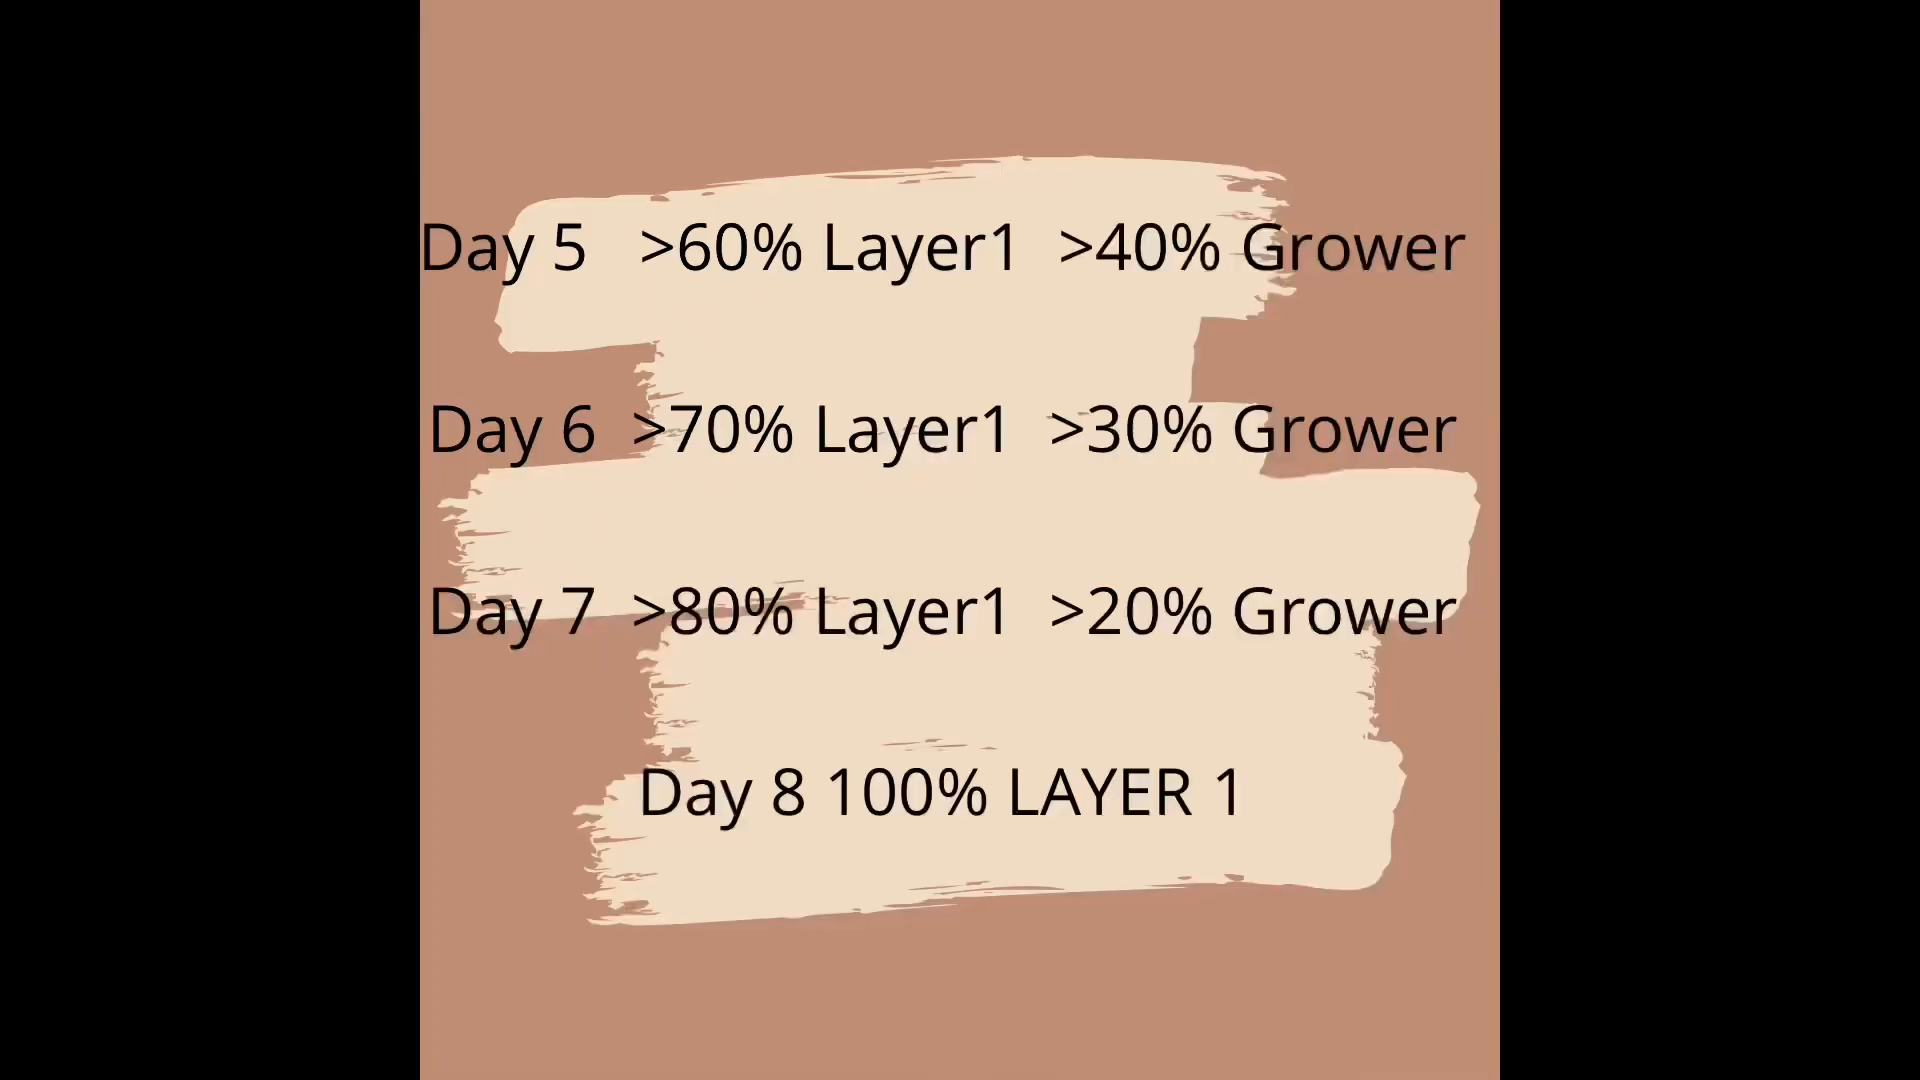 Day 5 >60% Layer1 >40% Grower
Day 6 >70% Layer1 >30% Grower
Day 7 >80% Layer1 >20% Grower
Day 8 100% LAYER 1